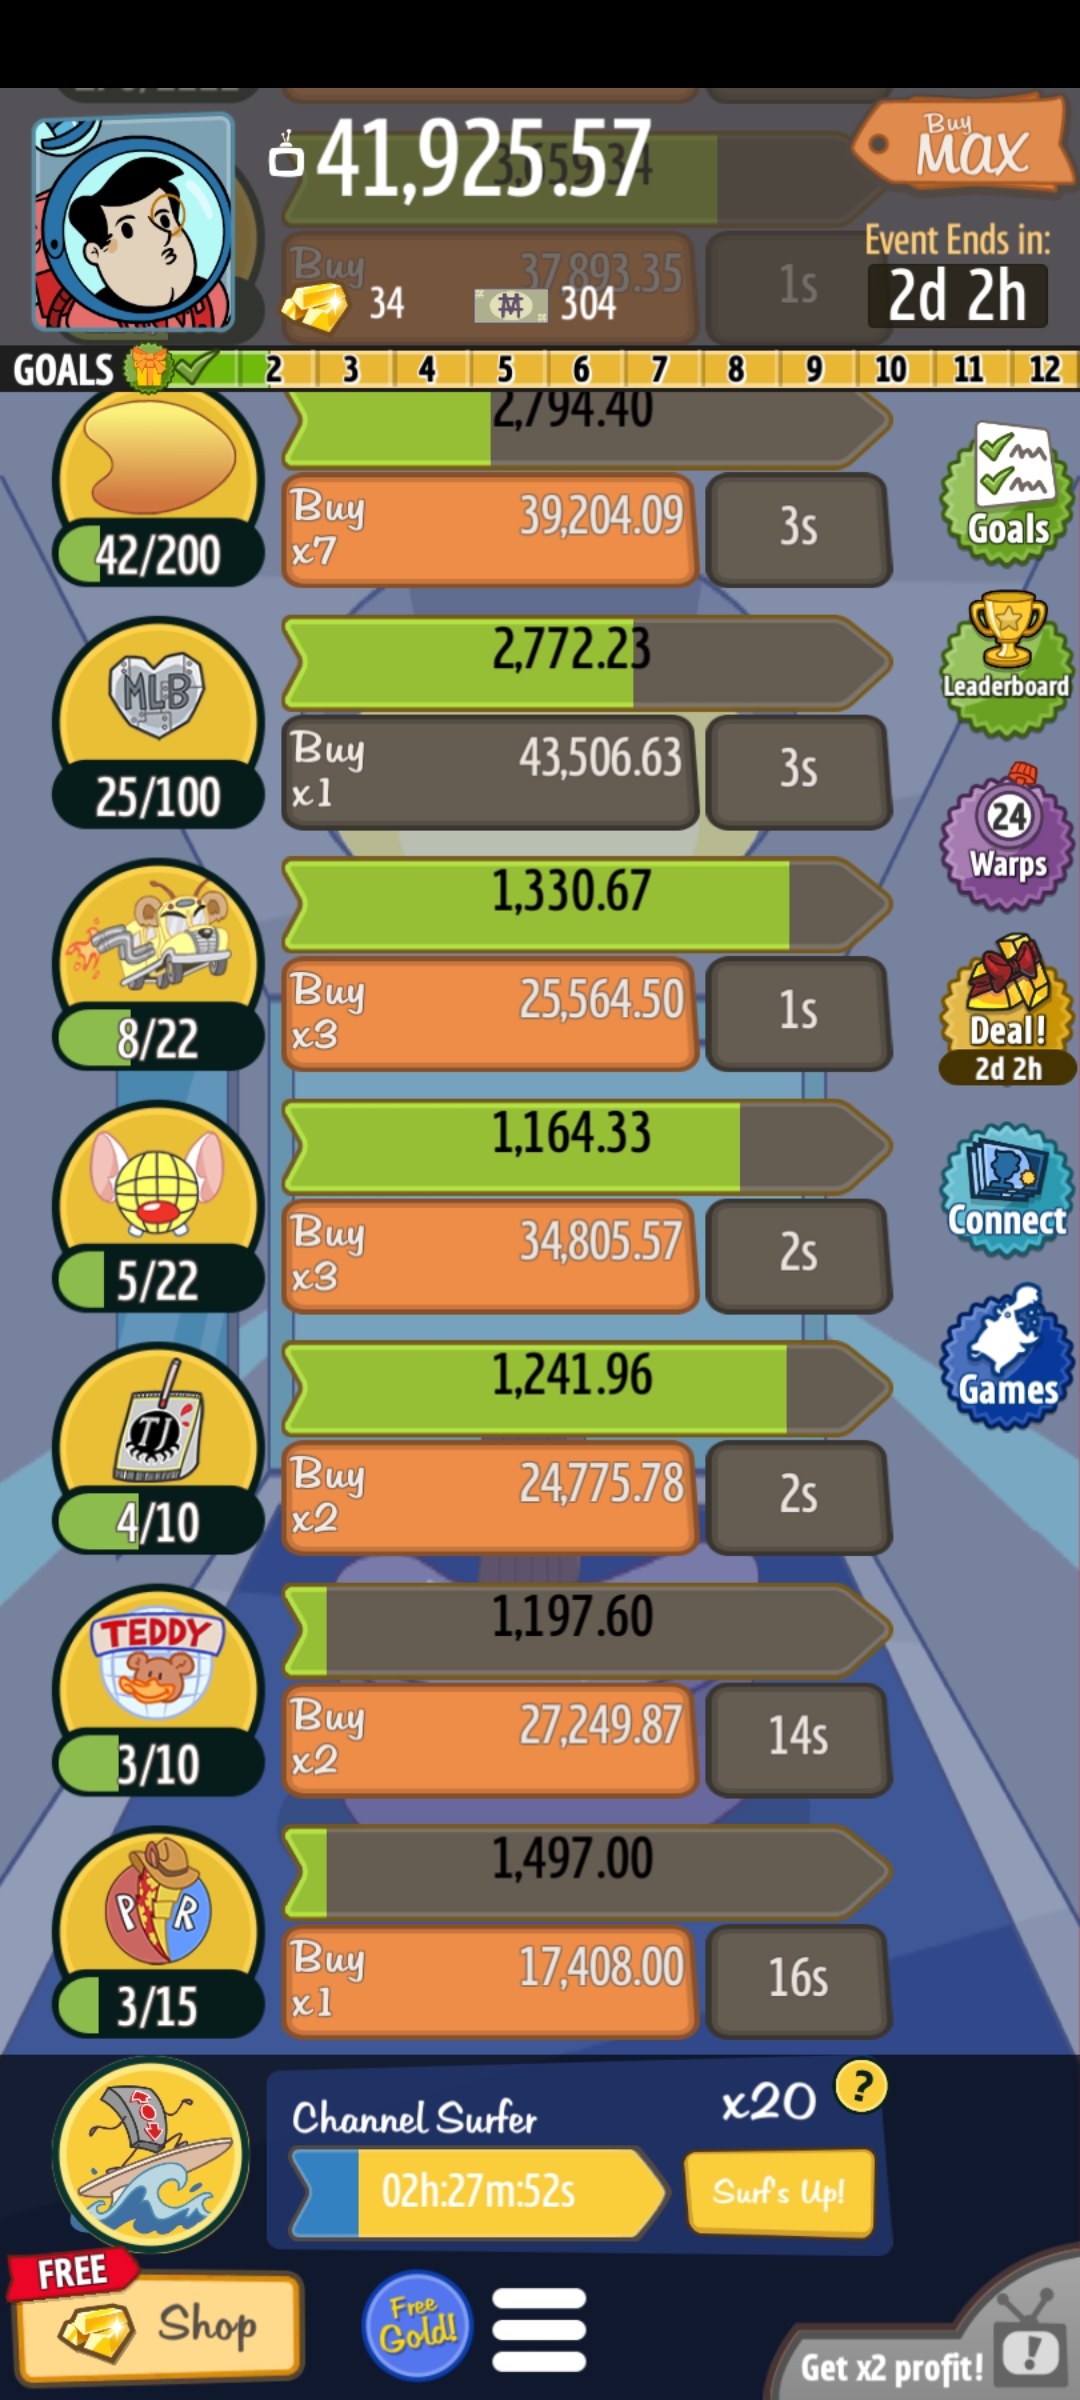 41,925.57
Buy
MAX
3,659.34
Event Ends in:
2d 2h
Buy
37,893.35
1s
34
304
GOALS 2 3 4 5 6 7 8 9 10 11 12
2,794.40
42/200
Buy
x7
39,204.09
3s
Goals
MLB
2,772.23
25/100
Buy
x1
43,506.63
3s
Leaderboard
24
Warps
1,330.67
8/22
Buy
x3
25,564.50
1s
Deal!
2d 2h
1,164.33
5/22
Buy
x3
34,805.57
2s
Connect
TJ
1,241.96
4/10
Buy
x2
24,775.78
2s
Games
TEDDY
1,197.60
3/10
Buy
x2
27,249.87
14s
P R
1,497.00
3/15
Buy
x1
17,408.00
16s
Channel Surfer
x20
?
02h:27m:52s
Surf's Up!
FREE
Shop
Free
Gold!
Get x2 profit!